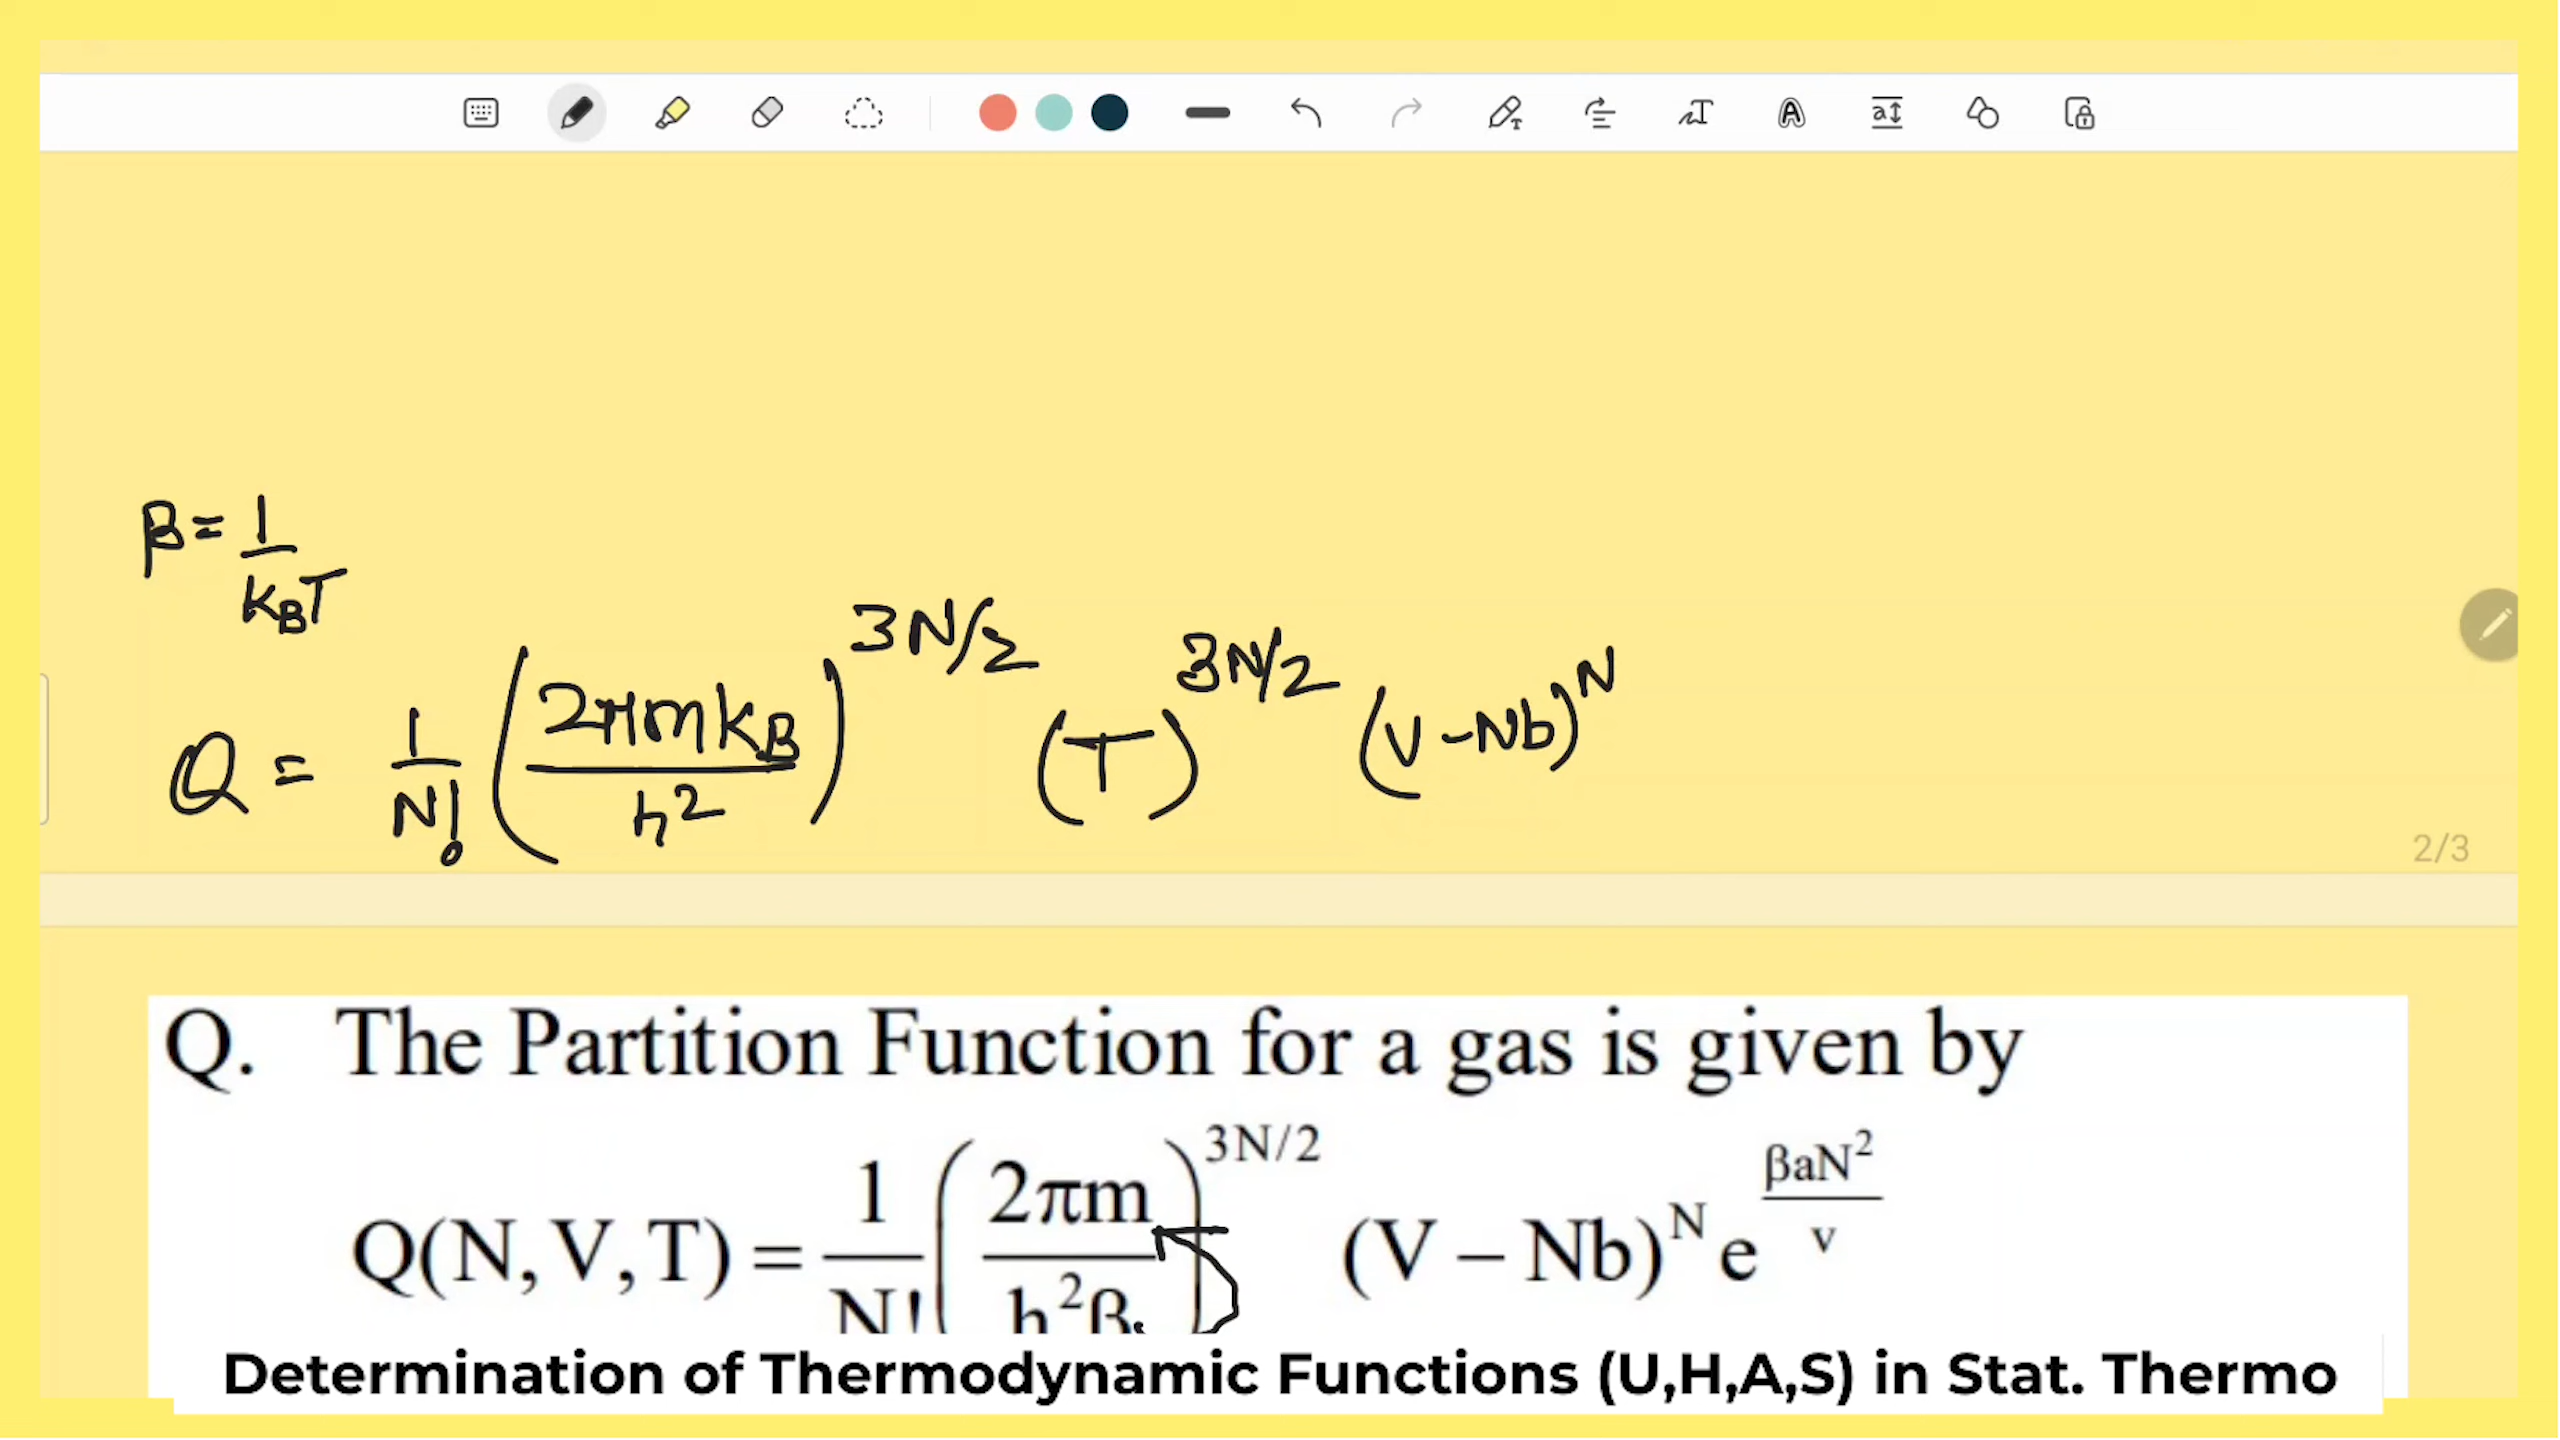 β = 1/k_BT
Q = 1/N! (2πmk_B/h²)^3N/2 (T)^3N/2 (V-Nb)^N
2/3
Q. The Partition Function for a gas is given by
Q(N,V,T) = 1/N! (2πm/h²β)^3N/2 (V – Nb)^N e^βaN²/v
Determination of Thermodynamic Functions (U,H,A,S) in Stat. Thermo